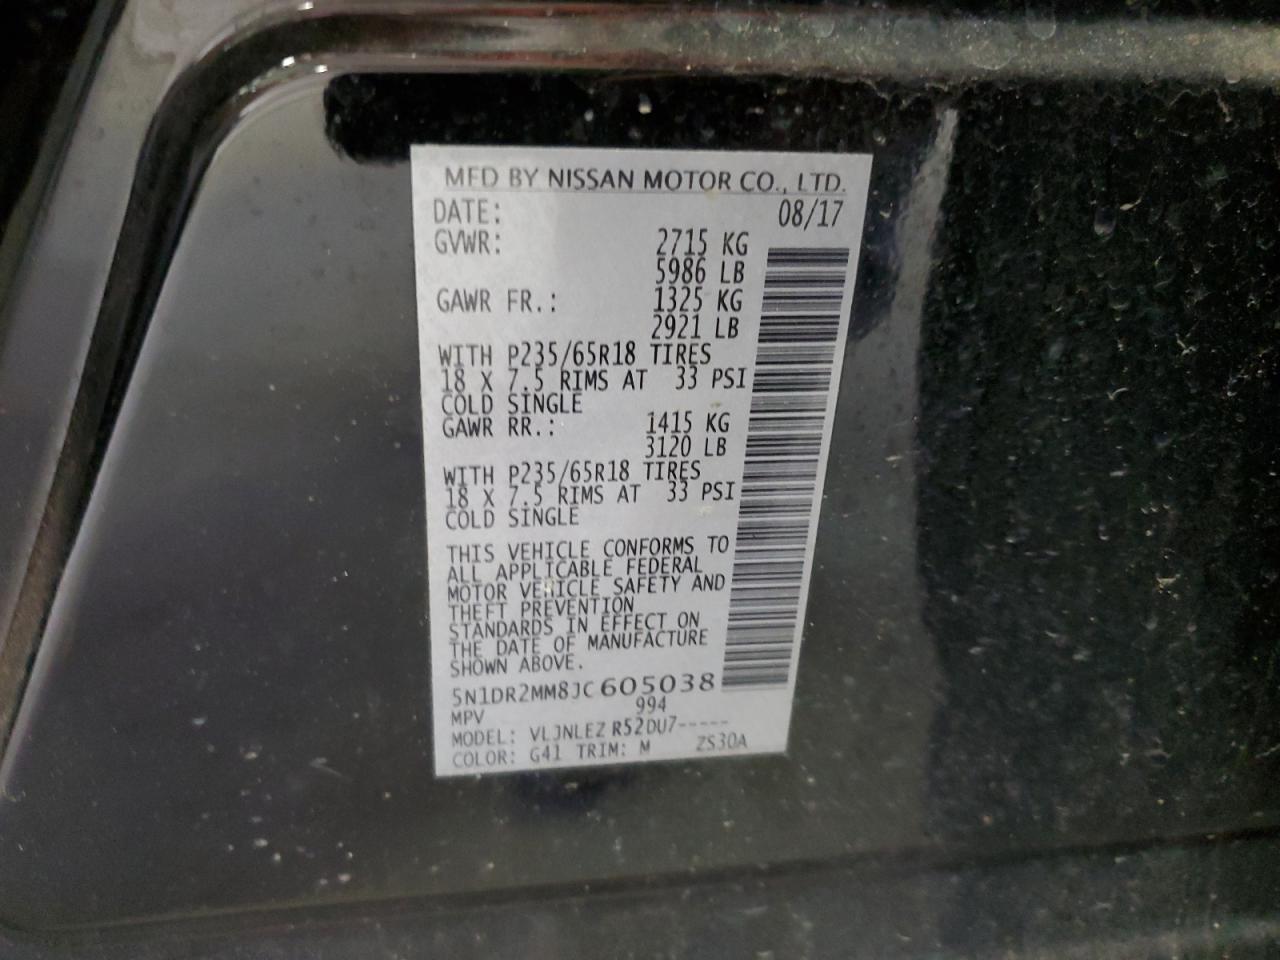 MFD BY NISSAN MOTOR CO., LTD.
DATE: 08/17
GVWR: 2715 KG
5986 LB
GAWR FR.: 1325 KG
2921 LB
WITH P235/65R18 TIRES
18 X 7.5 RIMS AT 33 PSI
COLD SINGLE
GAWR RR.: 1415 KG
3120 LB
WITH P235/65R18 TIRES
18 X 7.5 RIMS AT 33 PSI
COLD SINGLE
THIS VEHICLE CONFORMS TO
ALL APPLICABLE FEDERAL
MOTOR VEHICLE SAFETY AND
THEFT PREVENTION
STANDARDS IN EFFECT ON
THE DATE OF MANUFACTURE
SHOWN ABOVE.
5N1DR2MM8JC605038
MPV 994
MODEL: VLJNLEZ R52DU7-----
COLOR: G41 TRIM: M ZS30A